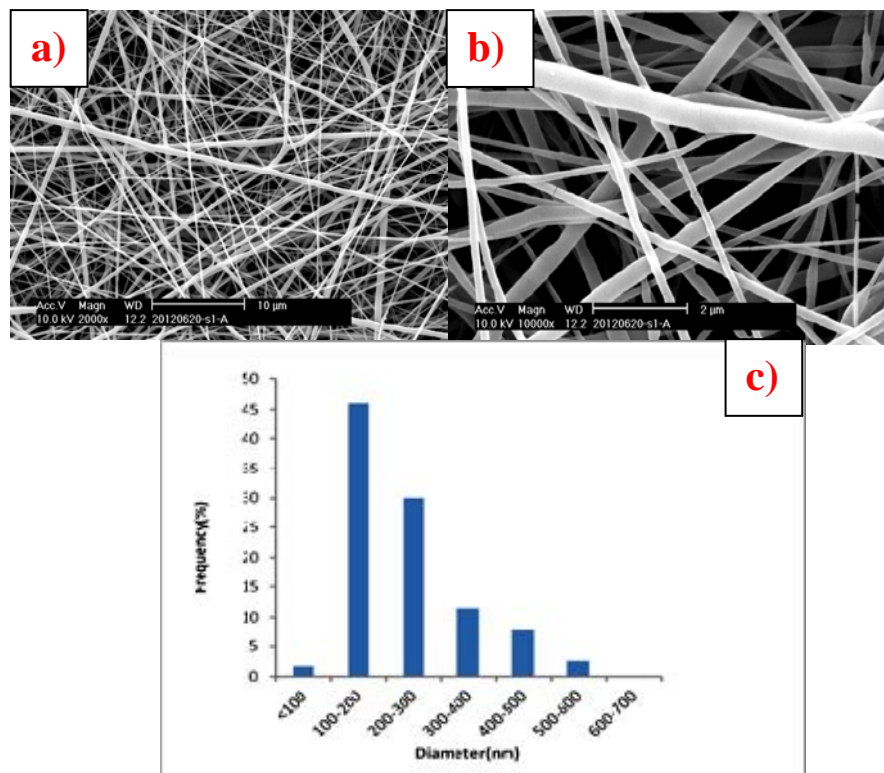 a)
Acc.V Magn WD 10 µm
10.0 kV 2000x 12.2 20120620-s1-A
b)
Acc.V Magn WD 2 µm
10.0 kV 10000x 12.2 20120620-s1-A
c)
50
45
40
35
30
25
20
15
10
5
0
Frequency(%)
<100
100-200
200-300
300-400
400-500
500-600
600-700
Diameter(nm)